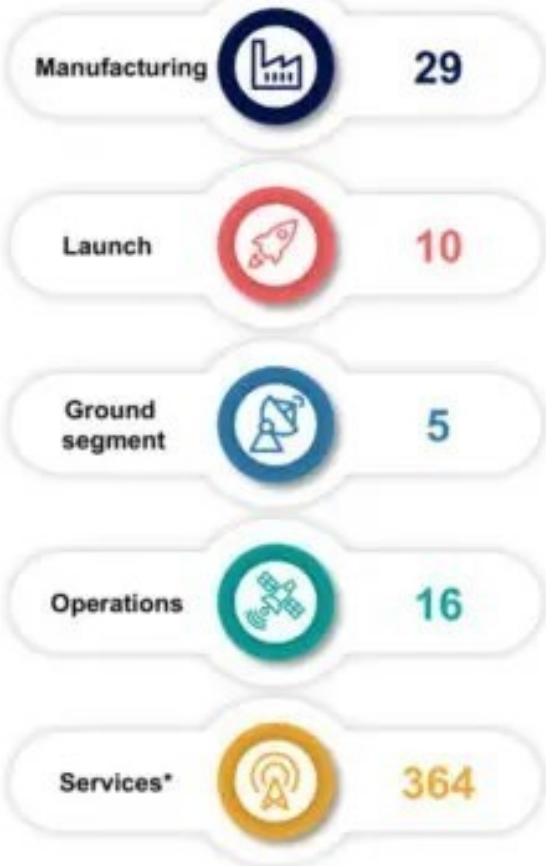 Manufacturing 29
Launch 10
Ground
segment 5
Operations 16
Services* 364